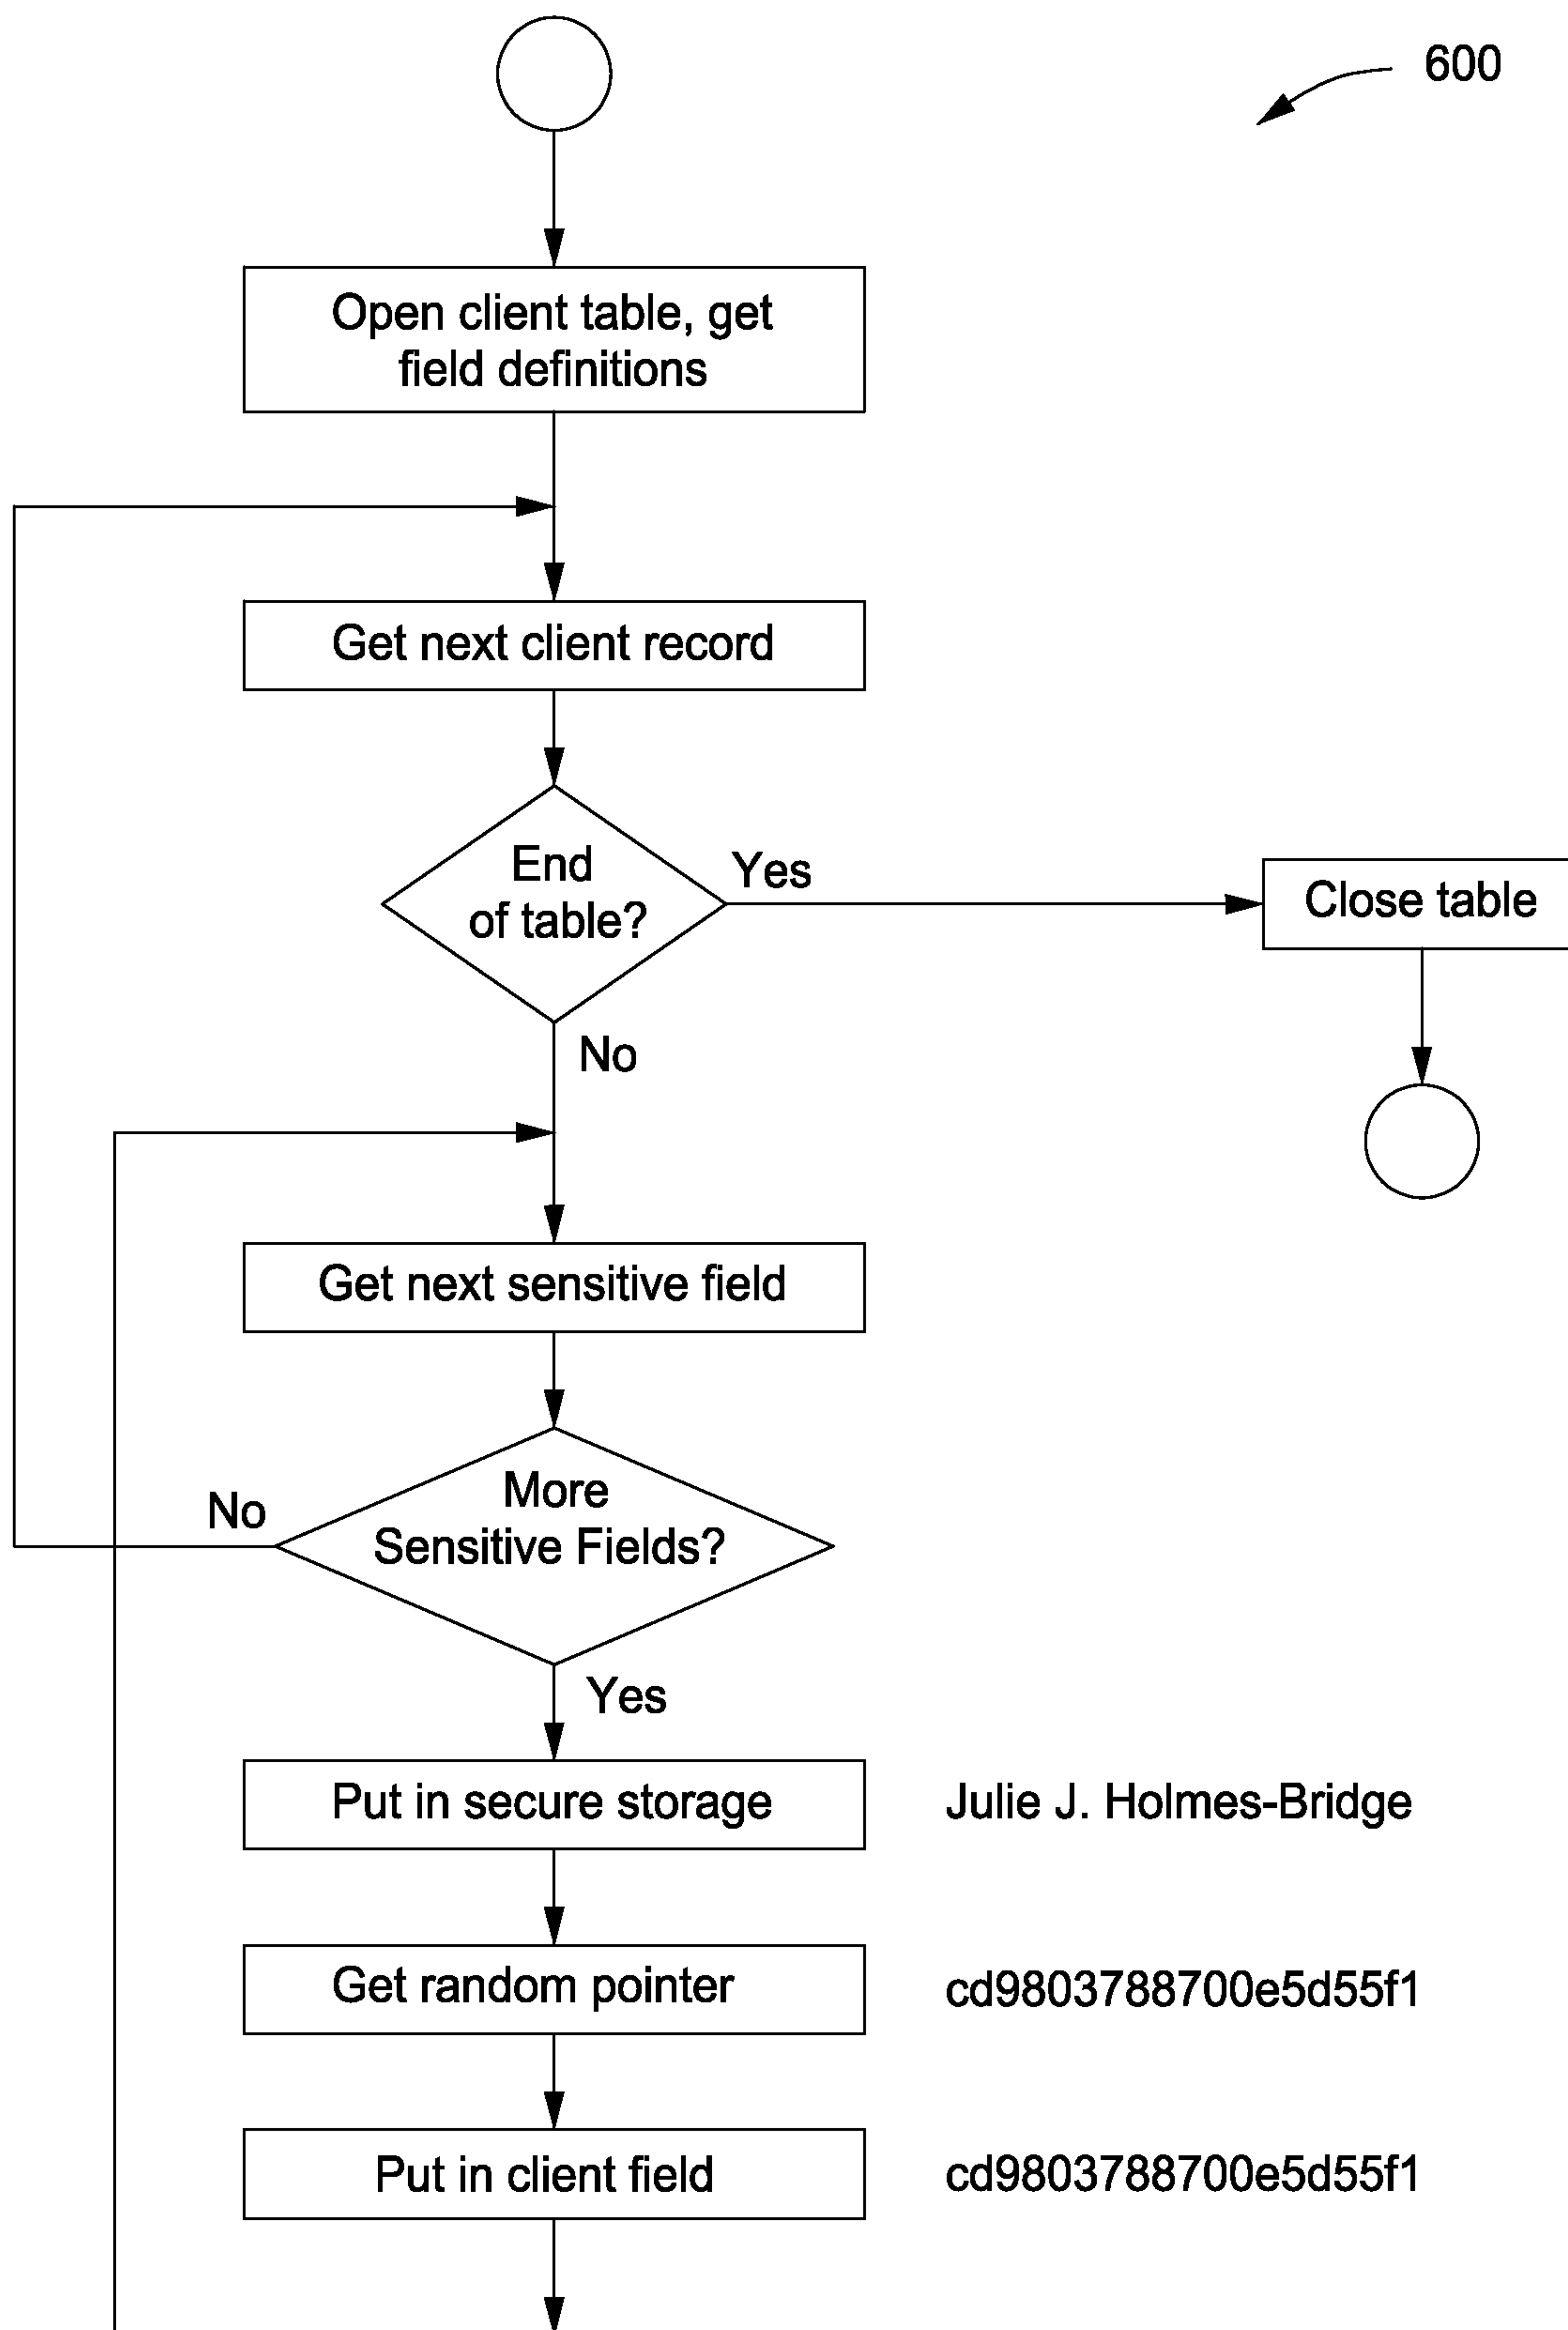 600
Open client table, get
field definitions
Get next client record
End
of table?
Yes
Close table
No
Get next sensitive field
More
Sensitive Fields?
No
Yes
Put in secure storage
Julie J. Holmes-Bridge
Get random pointer
cd9803788700e5d55f1
Put in client field
cd9803788700e5d55f1